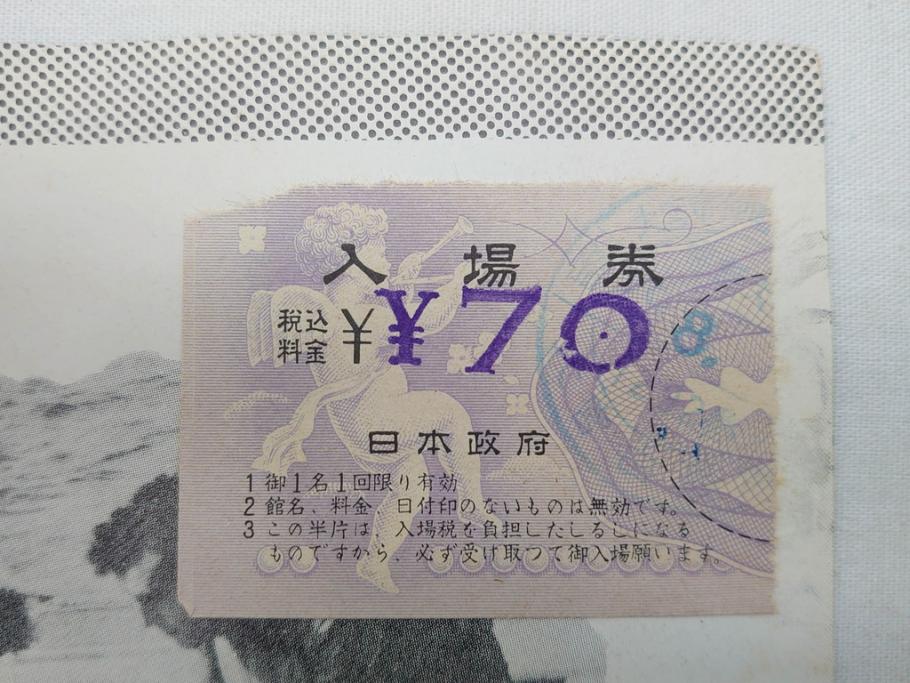 入場券
税込
料金 ¥ ¥70
8.
日本政府
1 御1名1回限り有効
2 館名、料金、日付印のないものは無効です。
3 この半片は、入場税を負担したしるしになる
ものですから、必ず受け取つて御入場願います。